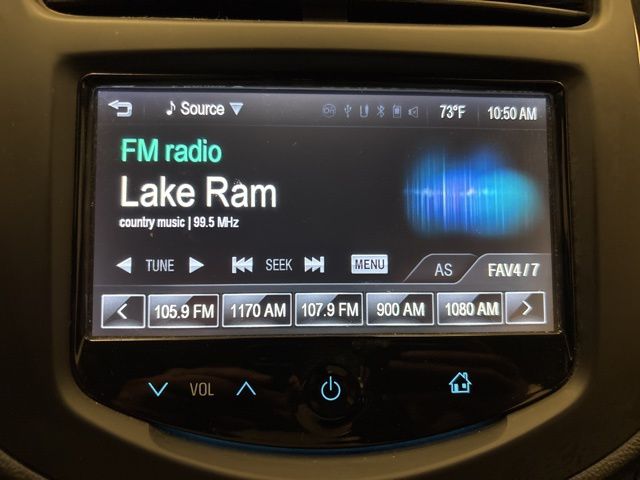 Source 73°F 10:50 AM
FM radio
Lake Ram
country music | 99.5 MHz
TUNE SEEK MENU AS FAV4 / 7
105.9 FM 1170 AM 107.9 FM 900 AM 1080 AM
VOL